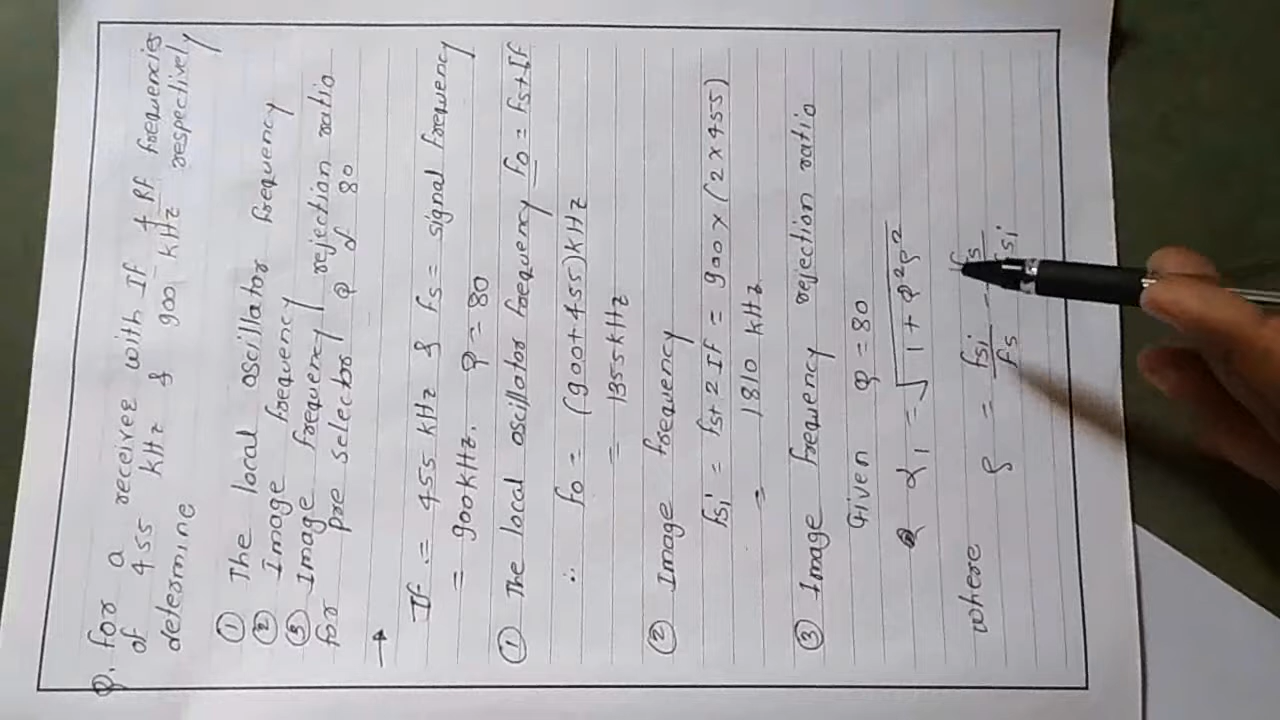 Q. For a receiver with IF & RF frequencies
of 455 kHz & 900 kHz respectively
determine
① The local oscillator frequency
② Image frequency
③ Image frequency rejection ratio
for pre selector Q of 80
→ IF = 455 kHz & fs = signal frequency
= 900kHz. Q = 80
① The local oscillator frequency fo = fs+IF
∴ fo = (900+455)kHz
= 1355kHz
② Image frequency
fsi = fs+2IF = 900+(2×455)
= 1810 kHz
③ Image frequency rejection ratio
Given Q=80
α1 = √1+Q²ρ²
where ρ = fsi/fs - fs/fsi